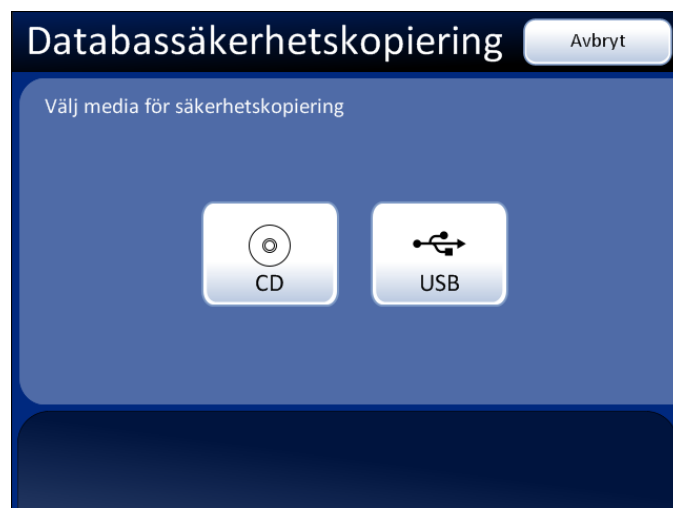 Databassäkerhetskopiering
Avbryt
Välj media för säkerhetskopiering
CD
USB